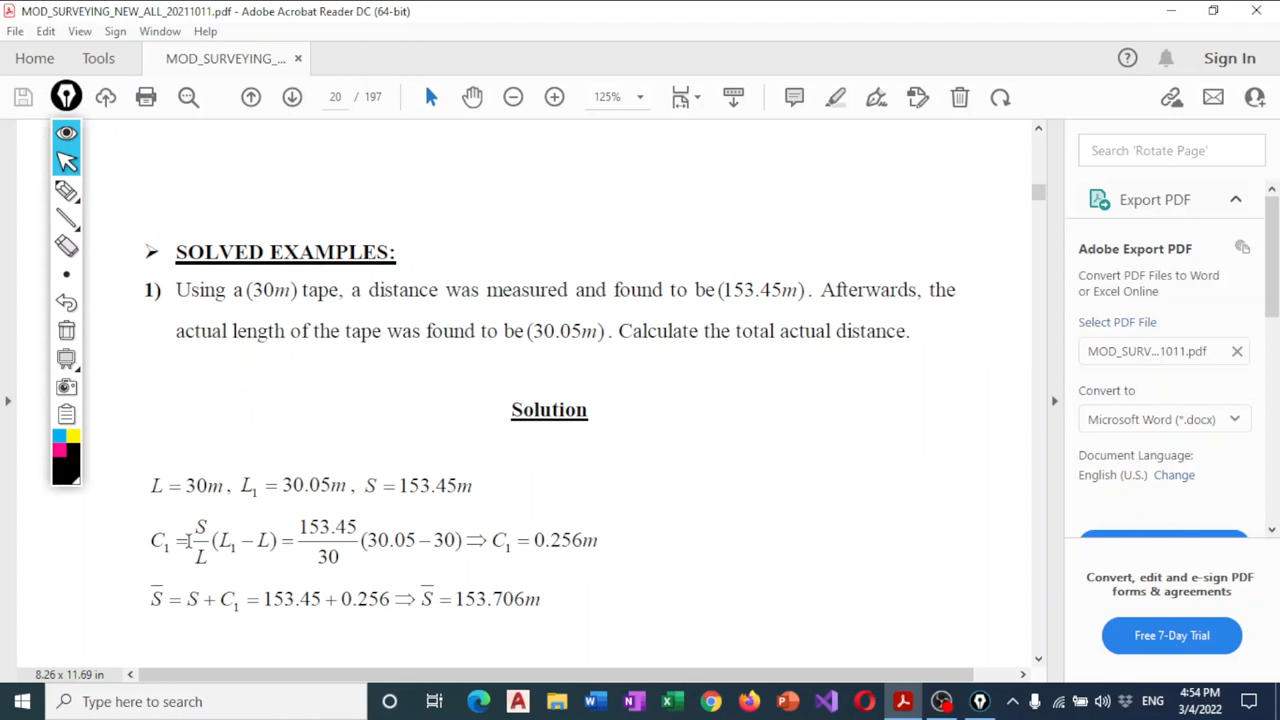 MOD_SURVEYING_NEW_ALL_20211011.pdf - Adobe Acrobat Reader DC (64-bit)
File Edit View Sign Window Help
Home Tools MOD_SURVEYING_... × Sign In
20 / 197 125%
Search 'Rotate Page'
Export PDF
Adobe Export PDF
Convert PDF Files to Word
or Excel Online
Select PDF File
MOD_SURV...1011.pdf
Convert to
Microsoft Word (*.docx)
Document Language:
English (U.S.) Change
Convert, edit and e-sign PDF
forms & agreements
Free 7-Day Trial
➢ SOLVED EXAMPLES:
1) Using a (30m) tape, a distance was measured and found to be (153.45m). Afterwards, the
actual length of the tape was found to be (30.05m). Calculate the total actual distance.
Solution
L = 30m, L₁ = 30.05m, S = 153.45m
C₁ = S/L (L₁ − L) = 153.45/30 (30.05 − 30) ⇒ C₁ = 0.256m
S̅ = S + C₁ = 153.45 + 0.256 ⇒ S̅ = 153.706m
8.26 x 11.69 in
Type here to search
ENG
4:54 PM
3/4/2022